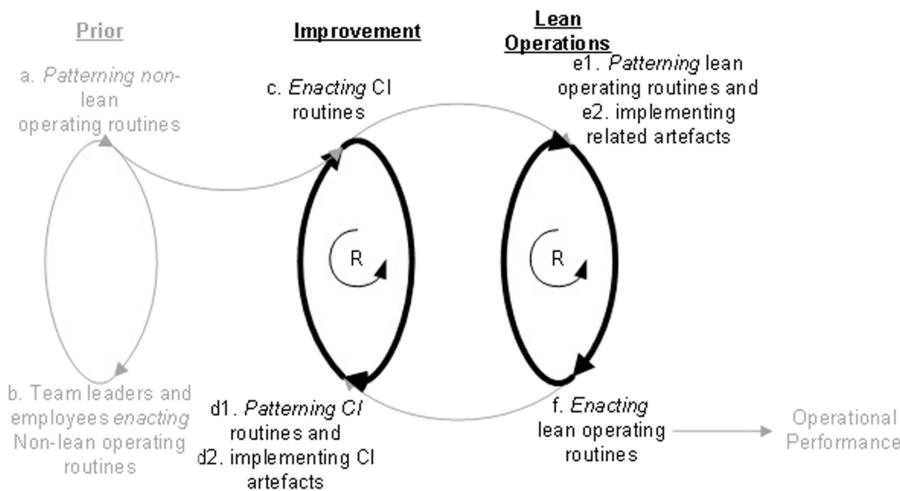 Prior
Improvement
Lean
Operations
a. Patterning non-
lean
operating routines
c. Enacting CI
routines
e1. Patterning lean
operating routines and
e2. implementing
related artefacts
R
R
b. Team leaders and
employees enacting
Non-lean operating
routines
d1. Patterning CI
routines and
d2. implementing CI
artefacts
f. Enacting
lean operating
routines
Operational
Performance